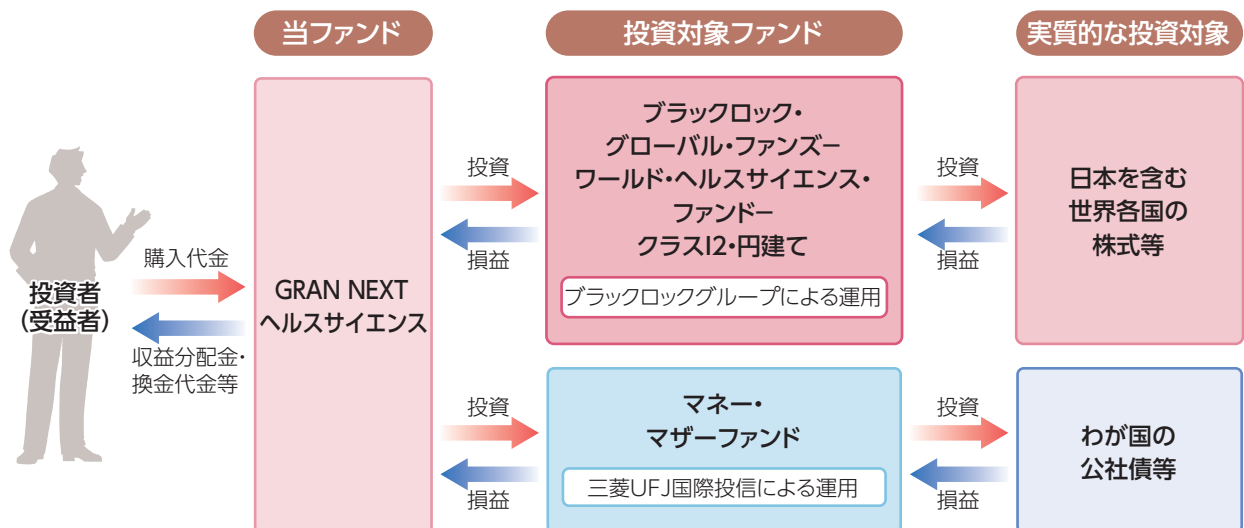 当ファンド
投資対象ファンド
実質的な投資対象
投資者
(受益者)
購入代金
収益分配金・
換金代金等
GRAN NEXT
ヘルスサイエンス
投資
損益
ブラックロック・
グローバル・ファンズー
ワールド・ヘルスサイエンス・
ファンドー
クラスI2・円建て
ブラックロックグループによる運用
投資
損益
日本を含む
世界各国の
株式等
投資
損益
マネー・
マザーファンド
三菱UFJ国際投信による運用
投資
損益
わが国の
公社債等